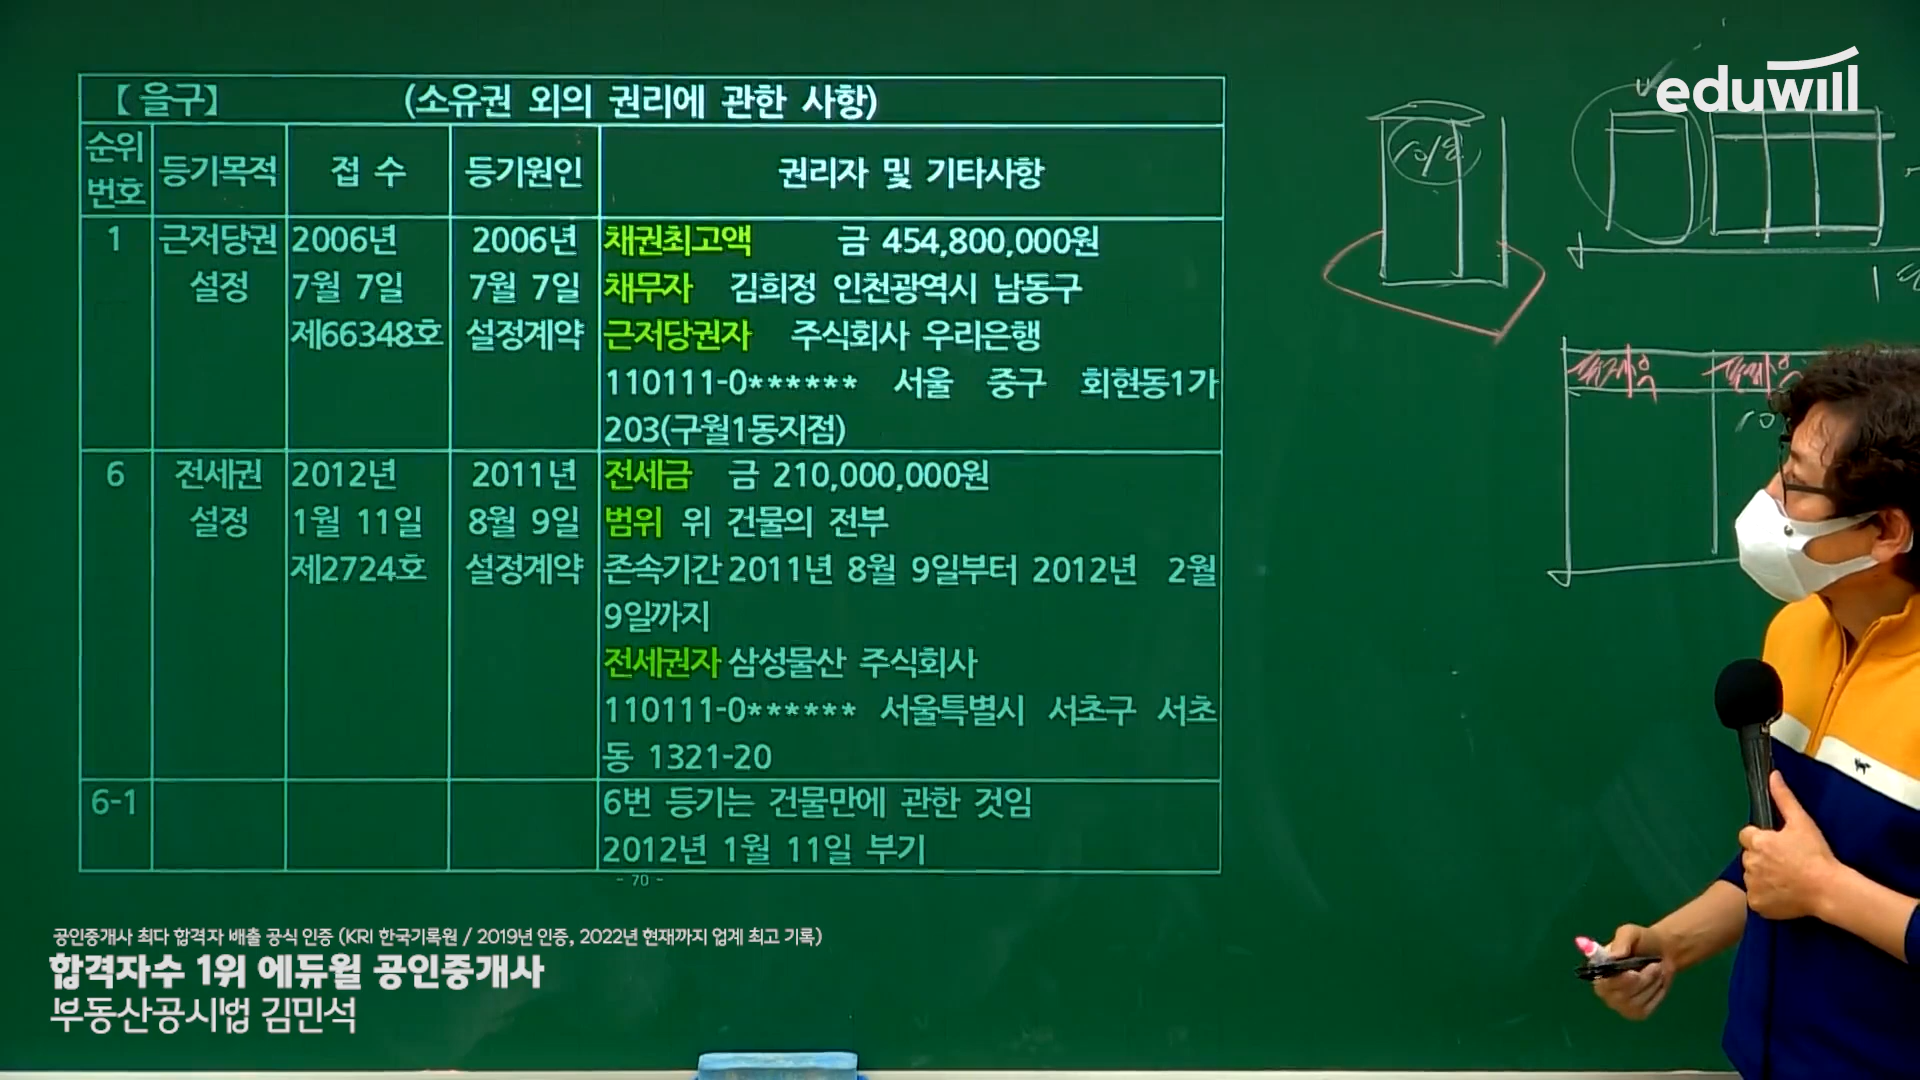 eduwill
【 을구】 (소유권 외의 권리에 관한 사항)
순위 번호 등기목적 접 수 등기원인 권리자 및 기타사항
1 근저당권 2006년 2006년 채권최고액 금 454,800,000원
설정 7월 7일 7월 7일 채무자 김희정 인천광역시 남동구
제66348호 설정계약 근저당권자 주식회사 우리은행
110111-0****** 서울 중구 회현동1가
203(구월1동지점)
6 전세권 2012년 2011년 전세금 금 210,000,000원
설정 1월 11일 8월 9일 범위 위 건물의 전부
제2724호 설정계약 존속기간 2011년 8월 9일부터 2012년 2월
9일까지
전세권자 삼성물산 주식회사
110111-0****** 서울특별시 서초구 서초
동 1321-20
6-1 6번 등기는 건물만에 관한 것임
2012년 1월 11일 부기
- 70 -
공인중개사 최다 합격자 배출 공식 인증 (KRI 한국기록원 / 2019년 인증, 2022년 현재까지 업계 최고 기록)
합격자수 1위 에듀윌 공인중개사
부동산공시법 김민석